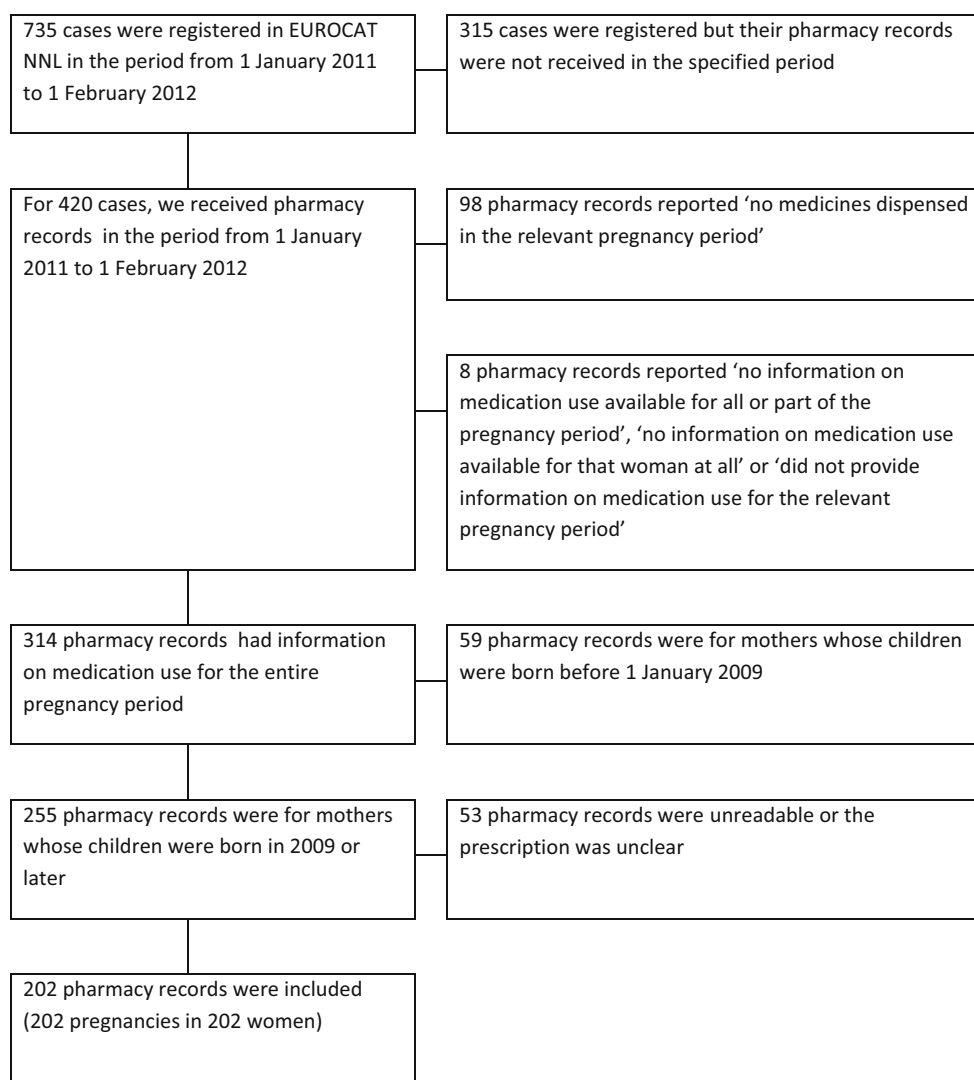 735 cases were registered in EUROCAT
NNL in the period from 1 January 2011
to 1 February 2012
315 cases were registered but their pharmacy records
were not received in the specified period
For 420 cases, we received pharmacy
records in the period from 1 January
2011 to 1 February 2012
98 pharmacy records reported ‘no medicines dispensed
in the relevant pregnancy period’
8 pharmacy records reported ‘no information on
medication use available for all or part of the
pregnancy period’, ‘no information on medication use
available for that woman at all’ or ‘did not provide
information on medication use for the relevant
pregnancy period’
314 pharmacy records had information
on medication use for the entire
pregnancy period
59 pharmacy records were for mothers whose children
were born before 1 January 2009
255 pharmacy records were for mothers
whose children were born in 2009 or
later
53 pharmacy records were unreadable or the
prescription was unclear
202 pharmacy records were included
(202 pregnancies in 202 women)